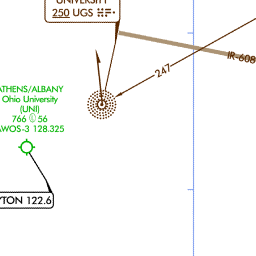 UNIVERSITY
250 UGS
IR-608
247
ATHENS/ALBANY
Ohio University
(UNI)
766 Ⓛ 56
AWOS-3 128.325
YTON 122.6